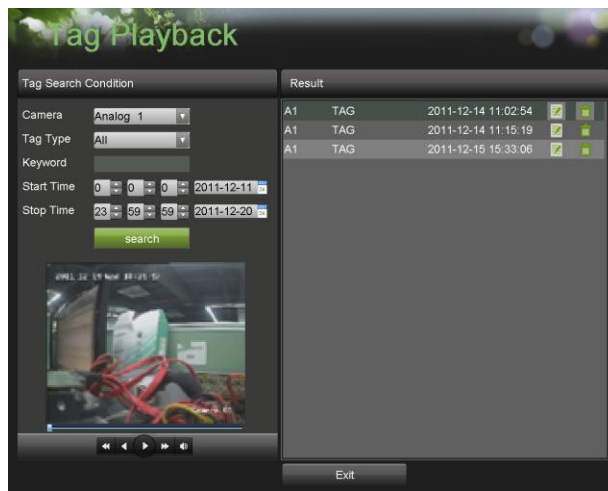 Tag Playback
Tag Search Condition
Camera Analog 1
Tag Type All
Keyword
Start Time 0 0 0 2011-12-11
Stop Time 23 59 59 2011-12-20
search
Result
A1 TAG 2011-12-14 11:02:54
A1 TAG 2011-12-14 11:15:19
A1 TAG 2011-12-15 15:33:06
Exit